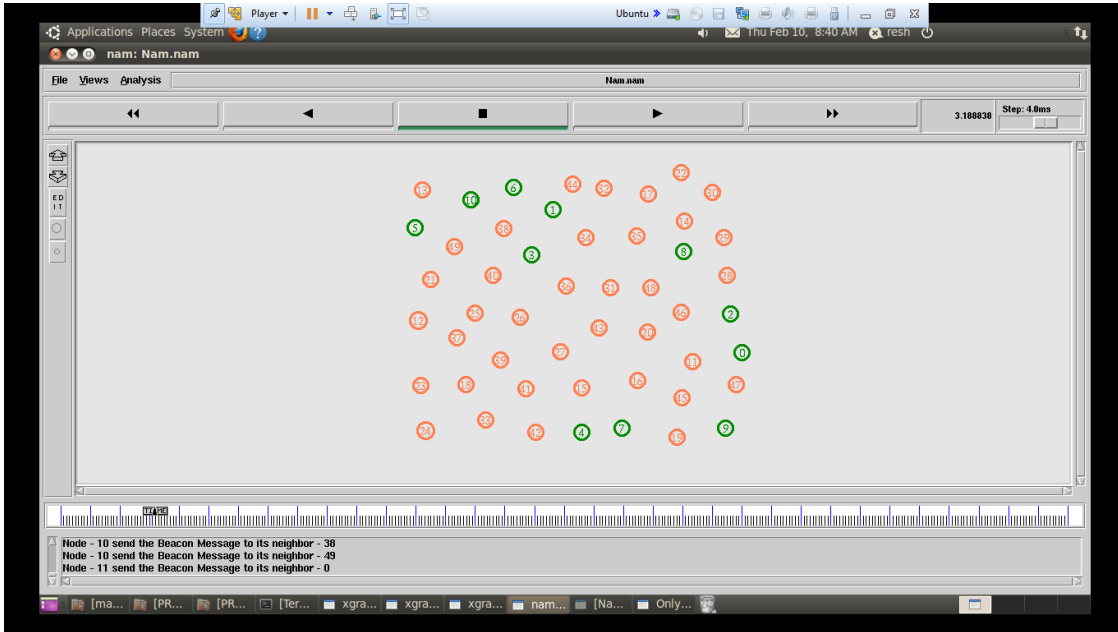 Player Ubuntu
Applications Places System Thu Feb 10, 8:40 AM resh
nam: Nam.nam
File Views Analysis Nam.nam
3.188838 Step: 4.0ms
ED
IT
22
13 6 44 32 17 30
10 1
5 38 14
49 34 35 29
3 8
21 40 28
36 31 48
12 25 26 46 2
37 43 20
39 27 11 0
23 18 41 15 16 47
45
24 33 42 4 7 19 9
TIME
Node - 10 send the Beacon Message to its neighbor - 38
Node - 10 send the Beacon Message to its neighbor - 49
Node - 11 send the Beacon Message to its neighbor - 0
[ma... [PR... [PR... [Ter... xgra... xgra... xgra... nam... [Na... Only...